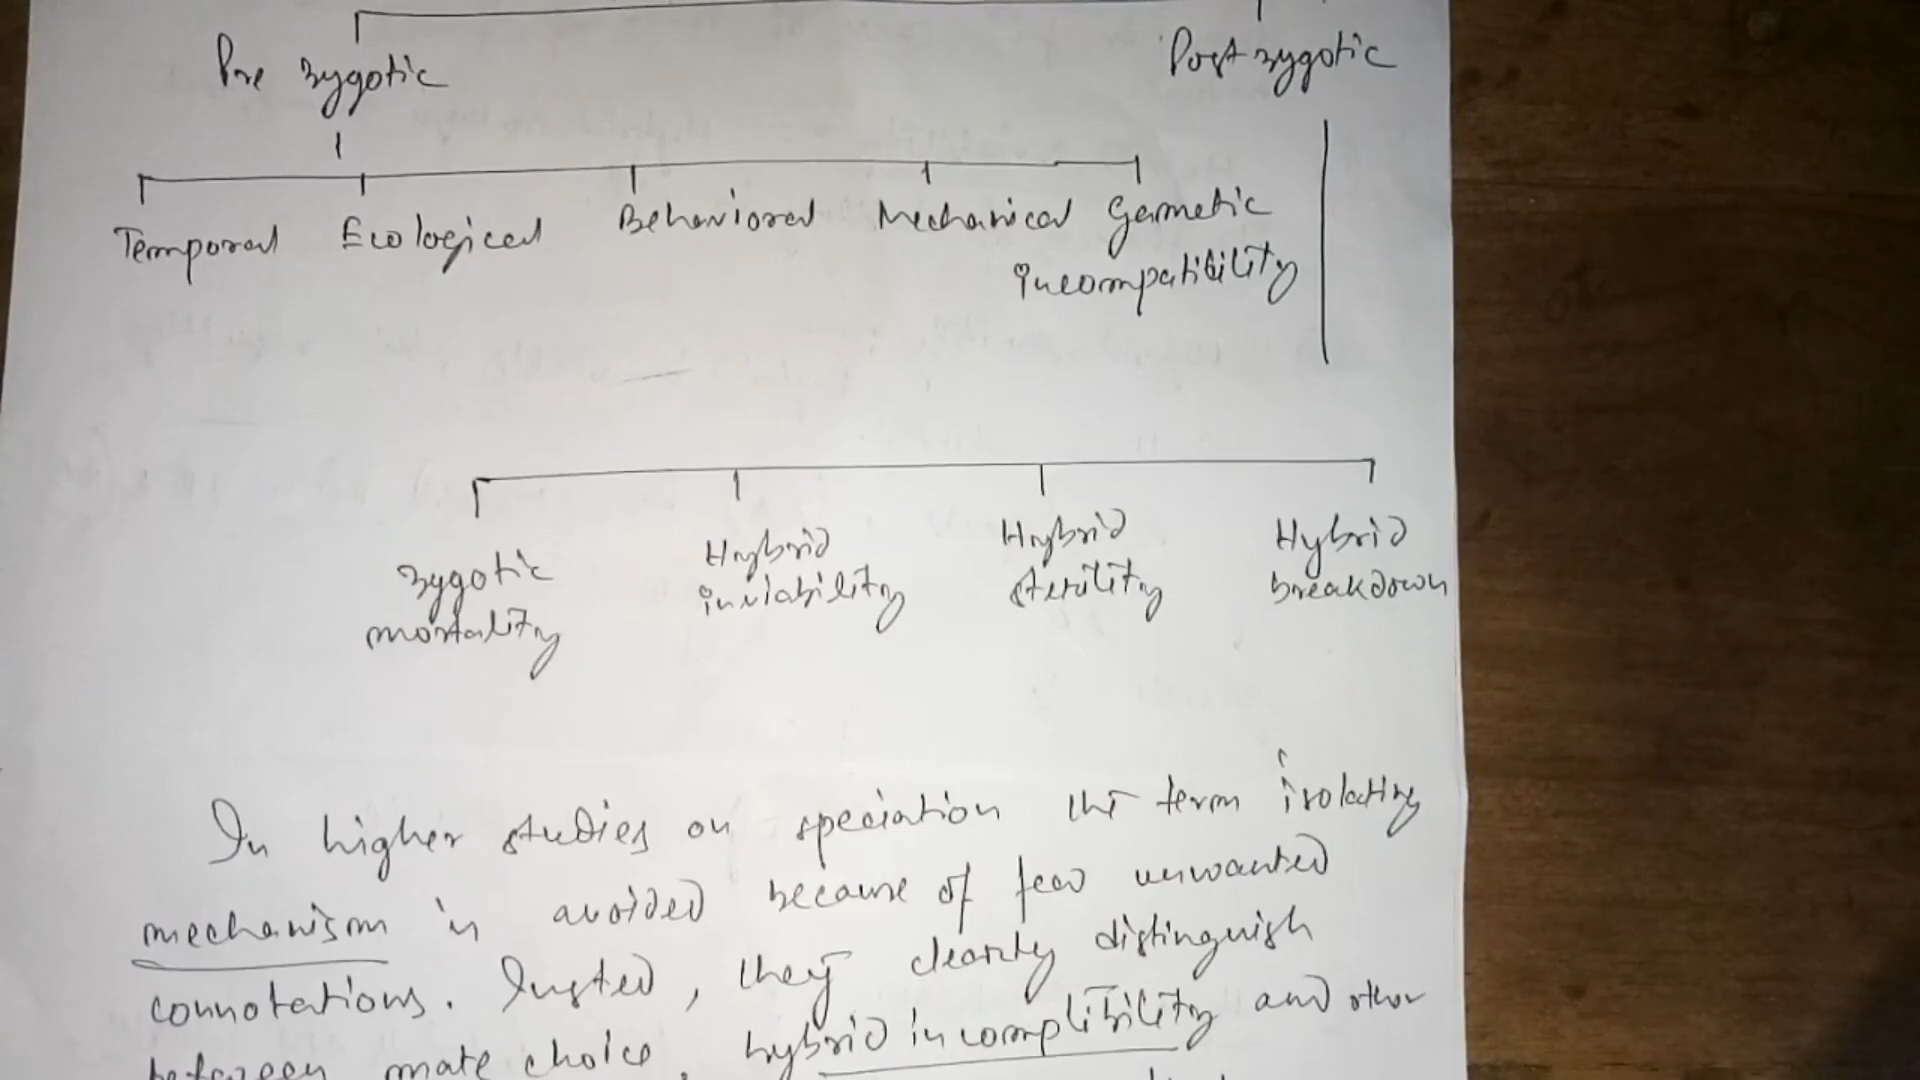 Pre zygotic Post zygotic
Temporal Ecological Behavioral Mechanical Gametic
incompatibility
zygotic mortality
Hybrid inviability
Hybrid sterility
Hybrid breakdown
In higher studies on speciation the term isolating
mechanism is avoided because of few unwanted
connotations. Insted, they clearly distinguish
between mate choice, hybrid incomplibility and other